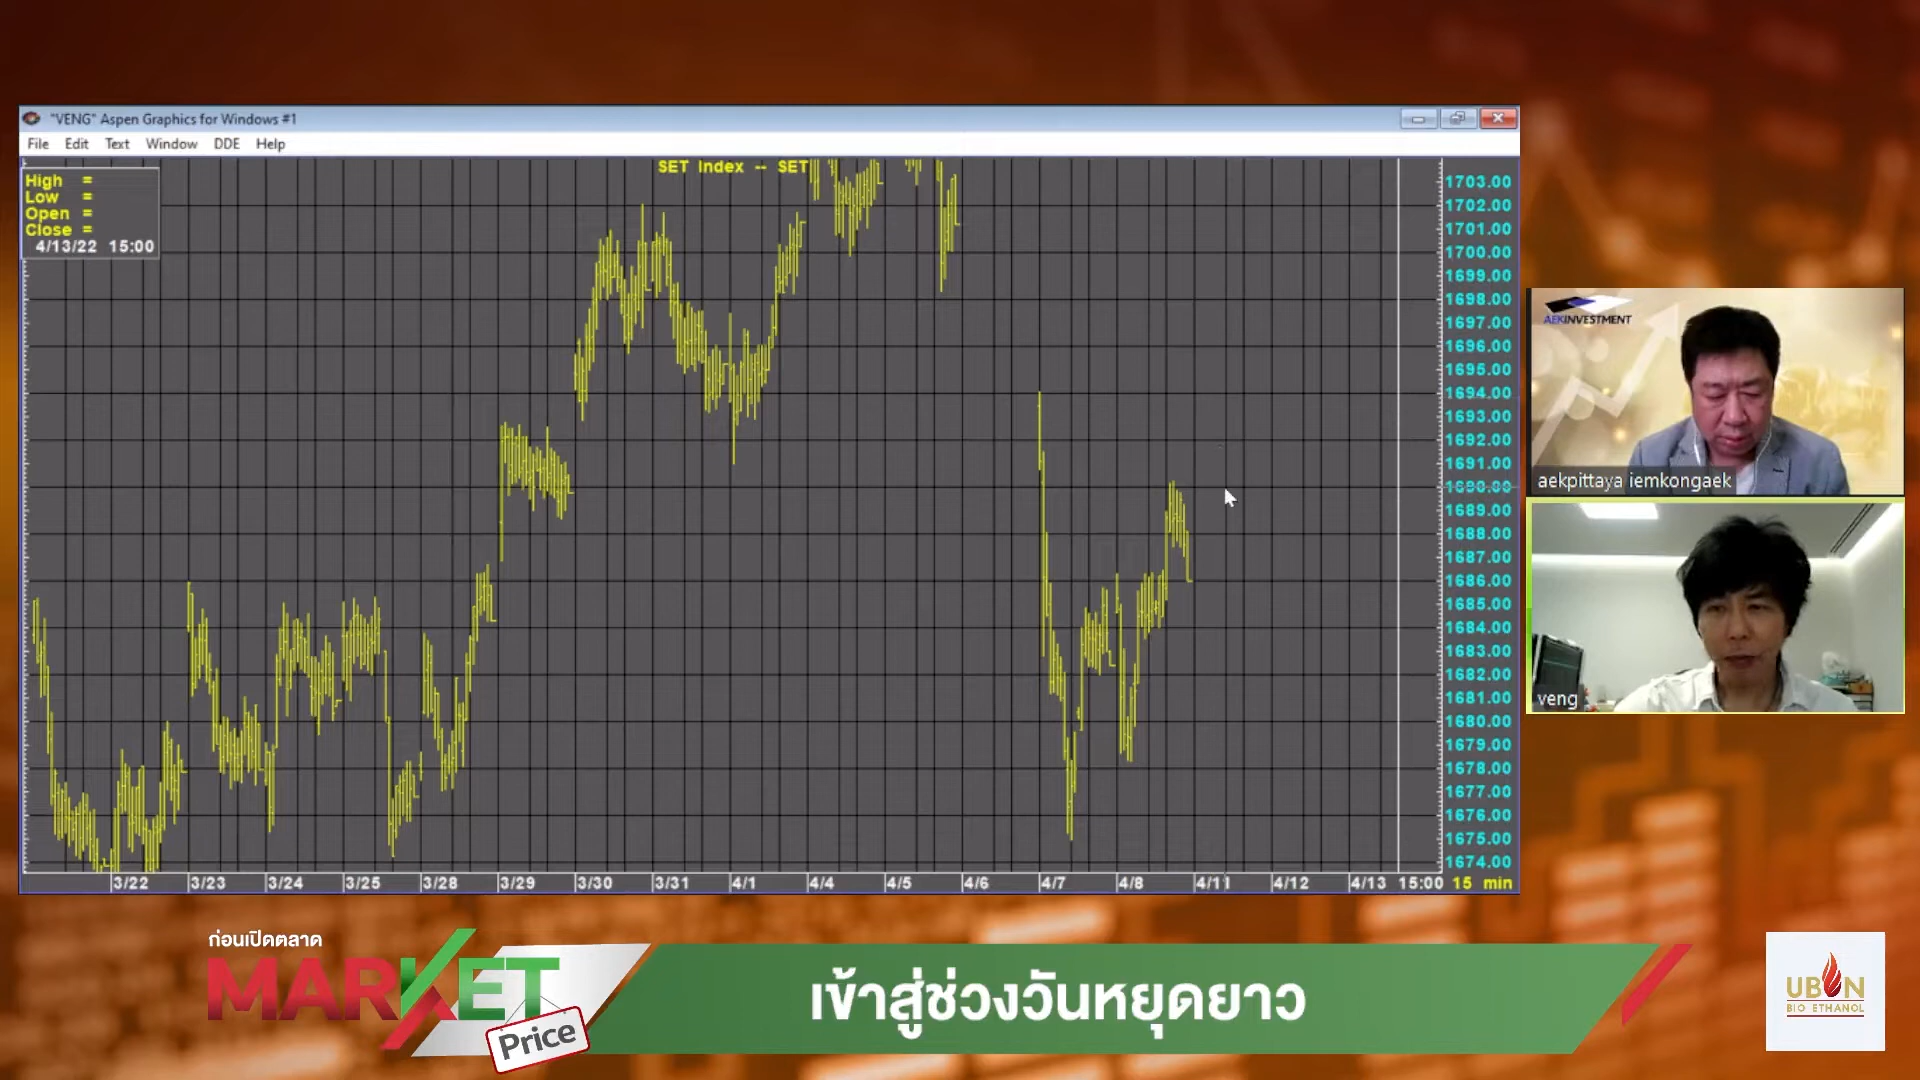 "VENG" Aspen Graphics for Windows #1
File Edit Text Window DDE Help
SET Index -- SET
High =
Low =
Open =
Close =
4/13/22 15:00
1703.00
1702.00
1701.00
1700.00
1699.00
1698.00
1697.00
1696.00
1695.00
1694.00
1693.00
1692.00
1691.00
1690.00
1689.00
1688.00
1687.00
1686.00
1685.00
1684.00
1683.00
1682.00
1681.00
1680.00
1679.00
1678.00
1677.00
1676.00
1675.00
1674.00
3/22 3/23 3/24 3/25 3/28 3/29 3/30 3/31 4/1 4/4 4/5 4/6 4/7 4/8 4/11 4/12 4/13 15:00 15 min
AEKINVESTMENT
aekpittaya iemkongaek
veng
ก่อนเปิดตลาด
MARKET
Price
เข้าสู่ช่วงวันหยุดยาว
UBON
BIO ETHANOL